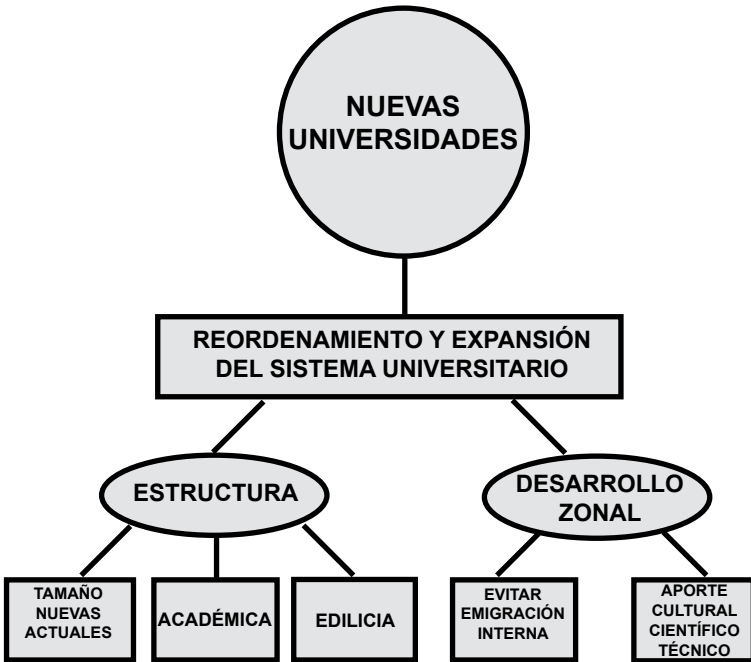 NUEVAS
UNIVERSIDADES
REORDENAMIENTO Y EXPANSIÓN
DEL SISTEMA UNIVERSITARIO
ESTRUCTURA
DESARROLLO
ZONAL
TAMAÑO
NUEVAS
ACTUALES
ACADÉMICA
EDILICIA
EVITAR
EMIGRACIÓN
INTERNA
APORTE
CULTURAL
CIENTÍFICO
TÉCNICO